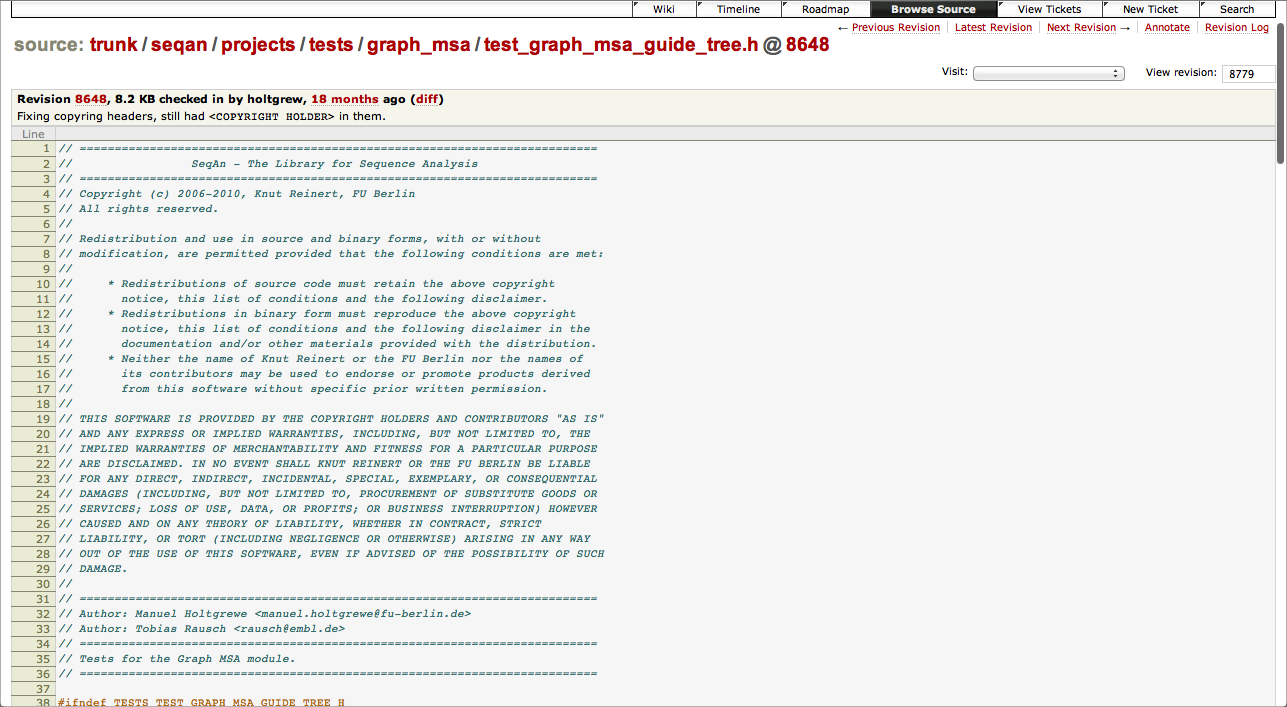 Wiki Timeline Roadmap Browse Source View Tickets New Ticket Search
← Previous Revision Latest Revision Next Revision → Annotate Revision Log
source: trunk / seqan / projects / tests / graph_msa / test_graph_msa_guide_tree.h @ 8648
Visit: View revision: 8779
Revision 8648, 8.2 KB checked in by holtgrew, 18 months ago (diff)
Fixing copyring headers, still had <COPYRIGHT HOLDER> in them.
Line
1 // ==========================================================================
2 //                 SeqAn - The Library for Sequence Analysis
3 // ==========================================================================
4 // Copyright (c) 2006-2010, Knut Reinert, FU Berlin
5 // All rights reserved.
6 //
7 // Redistribution and use in source and binary forms, with or without
8 // modification, are permitted provided that the following conditions are met:
9 //
10 //     * Redistributions of source code must retain the above copyright
11 //       notice, this list of conditions and the following disclaimer.
12 //     * Redistributions in binary form must reproduce the above copyright
13 //       notice, this list of conditions and the following disclaimer in the
14 //       documentation and/or other materials provided with the distribution.
15 //     * Neither the name of Knut Reinert or the FU Berlin nor the names of
16 //       its contributors may be used to endorse or promote products derived
17 //       from this software without specific prior written permission.
18 //
19 // THIS SOFTWARE IS PROVIDED BY THE COPYRIGHT HOLDERS AND CONTRIBUTORS "AS IS"
20 // AND ANY EXPRESS OR IMPLIED WARRANTIES, INCLUDING, BUT NOT LIMITED TO, THE
21 // IMPLIED WARRANTIES OF MERCHANTABILITY AND FITNESS FOR A PARTICULAR PURPOSE
22 // ARE DISCLAIMED. IN NO EVENT SHALL KNUT REINERT OR THE FU BERLIN BE LIABLE
23 // FOR ANY DIRECT, INDIRECT, INCIDENTAL, SPECIAL, EXEMPLARY, OR CONSEQUENTIAL
24 // DAMAGES (INCLUDING, BUT NOT LIMITED TO, PROCUREMENT OF SUBSTITUTE GOODS OR
25 // SERVICES; LOSS OF USE, DATA, OR PROFITS; OR BUSINESS INTERRUPTION) HOWEVER
26 // CAUSED AND ON ANY THEORY OF LIABILITY, WHETHER IN CONTRACT, STRICT
27 // LIABILITY, OR TORT (INCLUDING NEGLIGENCE OR OTHERWISE) ARISING IN ANY WAY
28 // OUT OF THE USE OF THIS SOFTWARE, EVEN IF ADVISED OF THE POSSIBILITY OF SUCH
29 // DAMAGE.
30 //
31 // ==========================================================================
32 // Author: Manuel Holtgrewe <manuel.holtgrewe@fu-berlin.de>
33 // Author: Tobias Rausch <rausch@embl.de>
34 // ==========================================================================
35 // Tests for the Graph MSA module.
36 // ==========================================================================
37
38 #ifndef TESTS_TEST_GRAPH_MSA_GUIDE_TREE_H